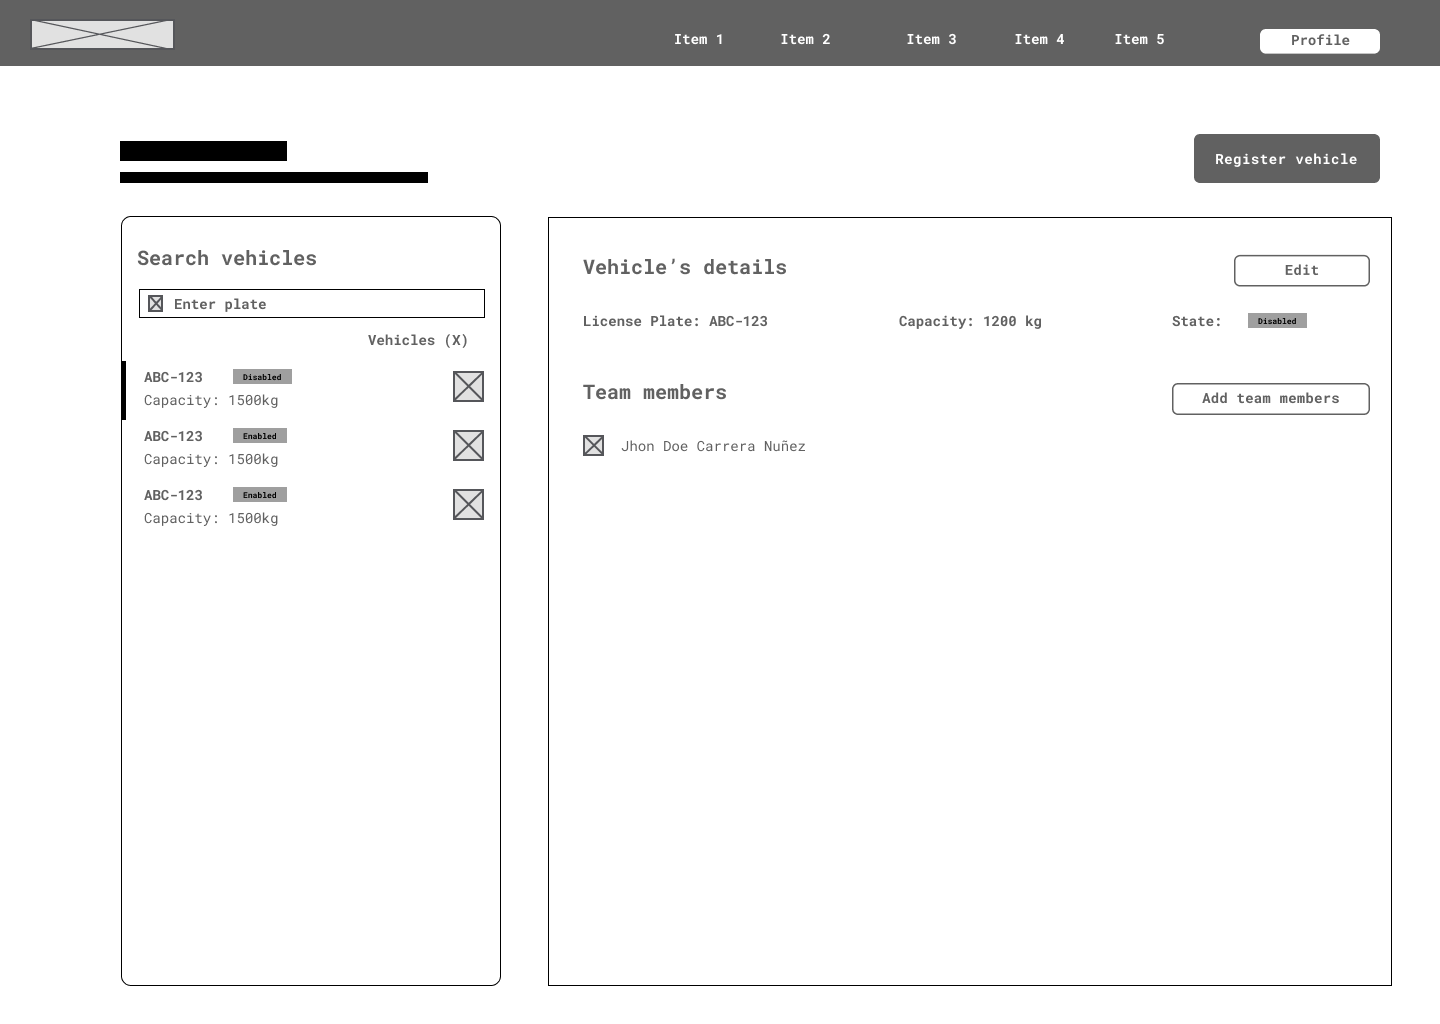 Item 1 Item 2 Item 3 Item 4 Item 5 Profile
Register vehicle
Search vehicles
Enter plate
Vehicles (X)
ABC-123 Disabled
Capacity: 1500kg
ABC-123 Enabled
Capacity: 1500kg
ABC-123 Enabled
Capacity: 1500kg
Vehicle’s details
Edit
License Plate: ABC-123 Capacity: 1200 kg State: Disabled
Team members
Add team members
Jhon Doe Carrera Nuñez